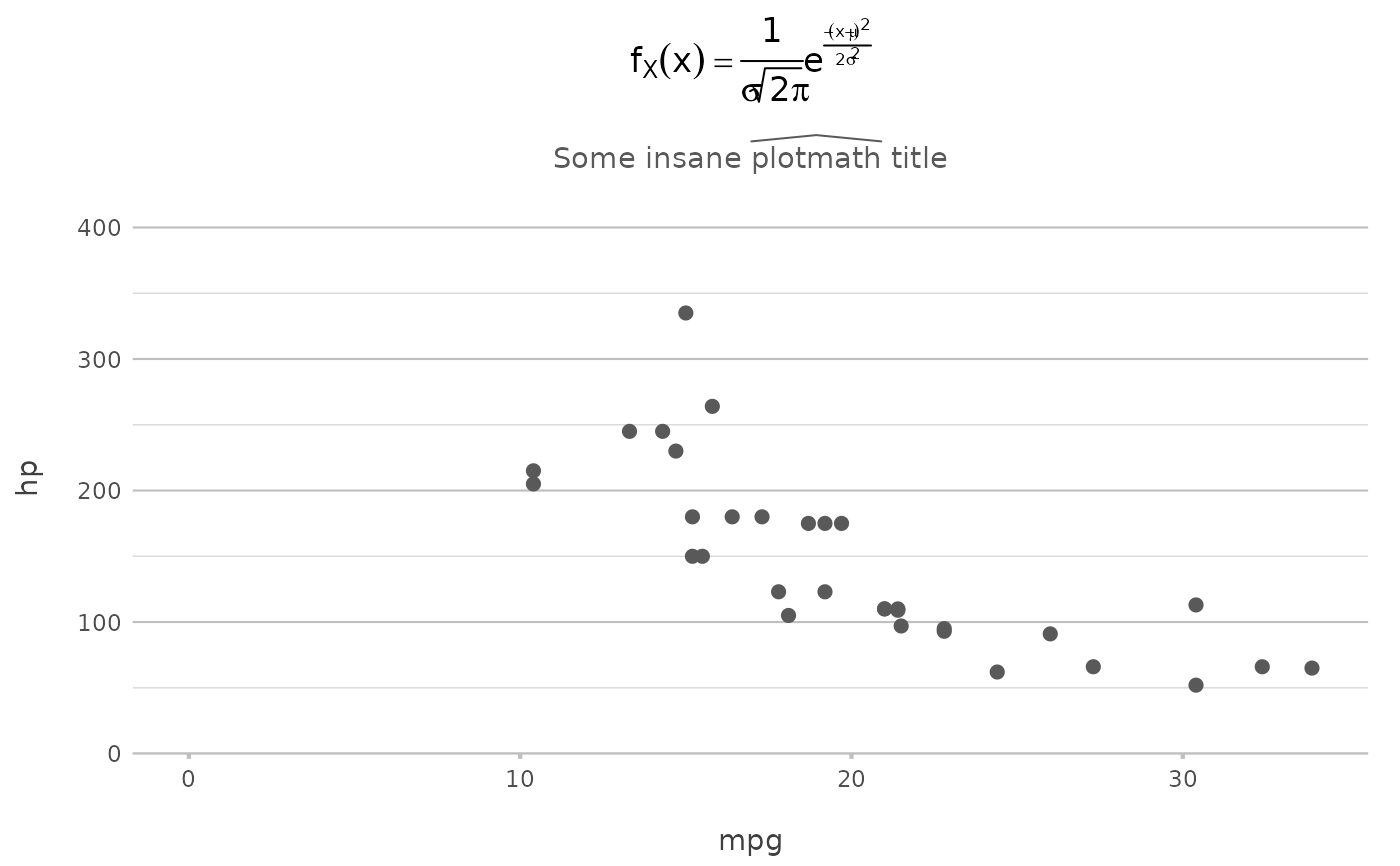 f_X(x) = 1/(σ√2π) e^(−(x−μ)²/2σ²)
Some insane plotmath title
400
300
200
100
0
hp
0 10 20 30
mpg